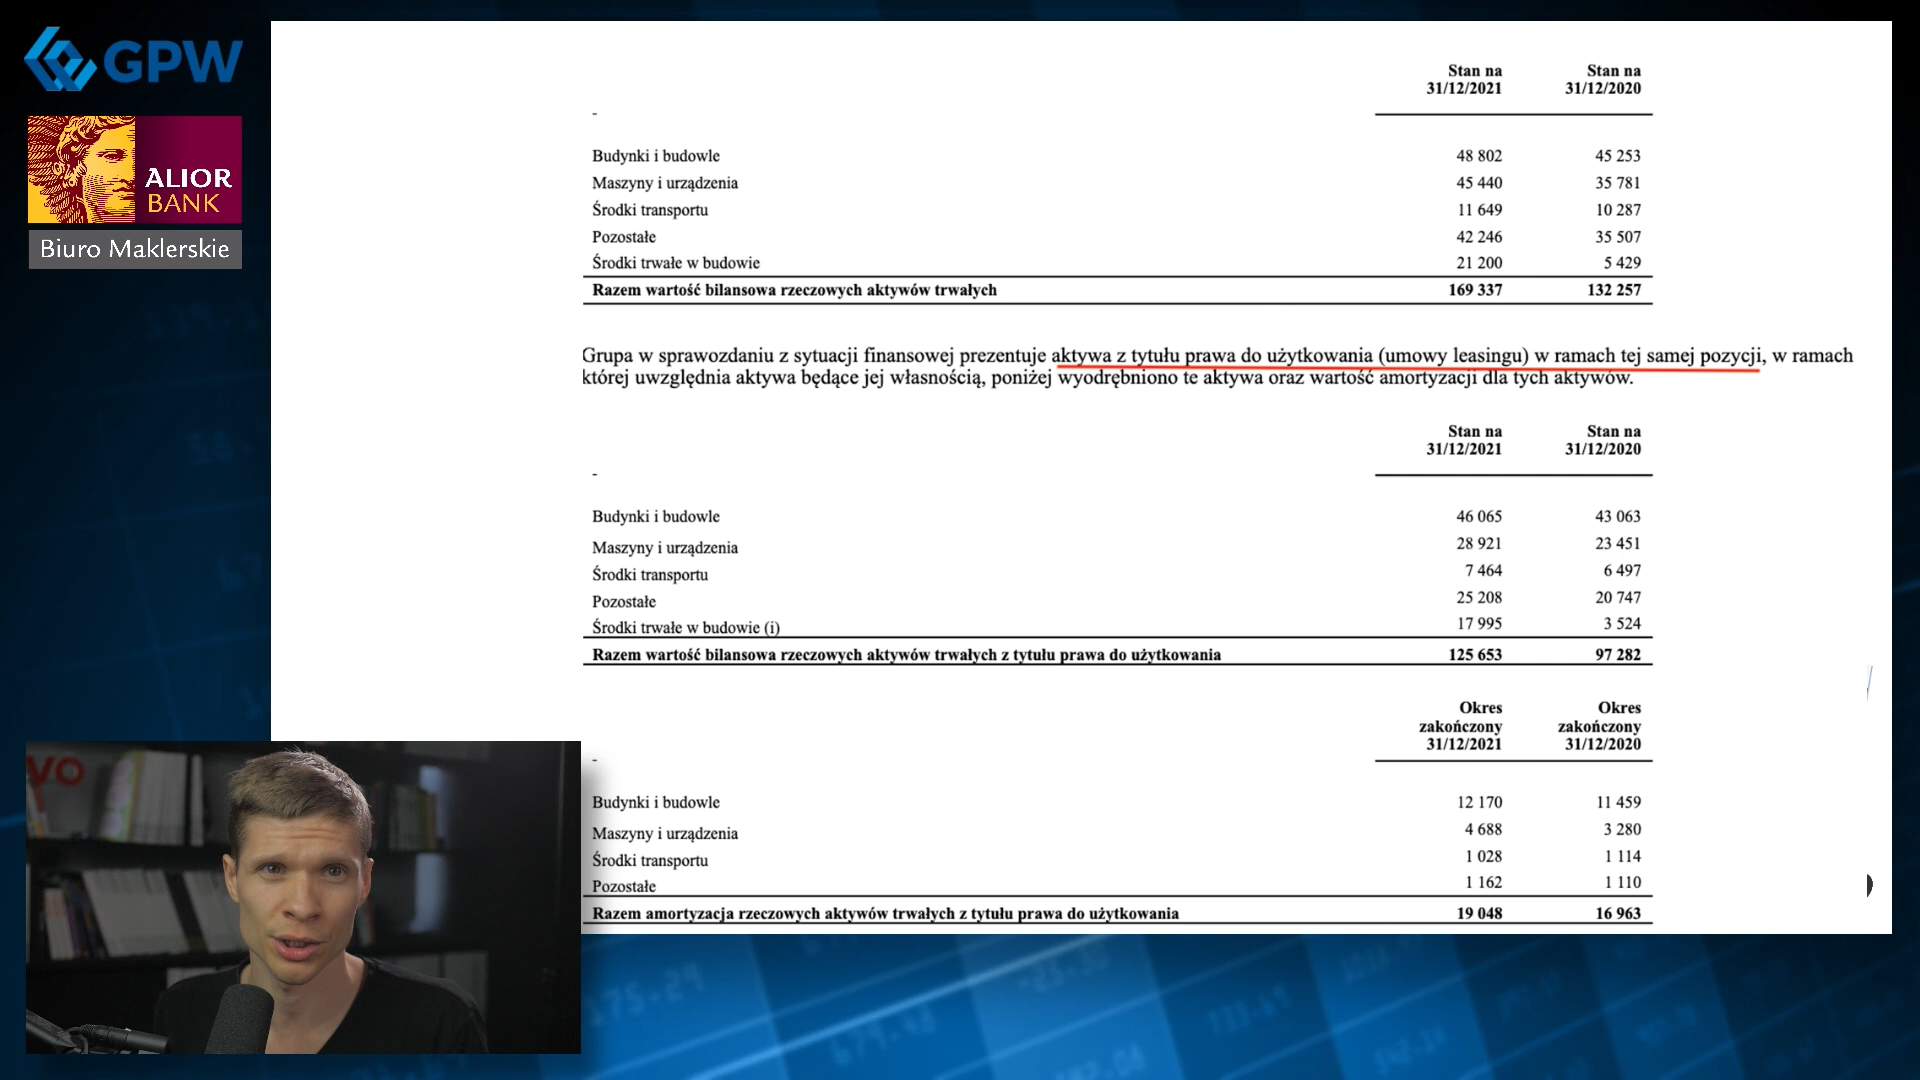 GPW
ALIOR
BANK
Biuro Maklerskie
Stan na Stan na
31/12/2021 31/12/2020
-
Budynki i budowle 48 802 45 253
Maszyny i urządzenia 45 440 35 781
Środki transportu 11 649 10 287
Pozostałe 42 246 35 507
Środki trwałe w budowie 21 200 5 429
Razem wartość bilansowa rzeczowych aktywów trwałych 169 337 132 257
Grupa w sprawozdaniu z sytuacji finansowej prezentuje aktywa z tytułu prawa do użytkowania (umowy leasingu) w ramach tej samej pozycji, w ramach
której uwzględnia aktywa będące jej własnością, poniżej wyodrębniono te aktywa oraz wartość amortyzacji dla tych aktywów.
Stan na Stan na
31/12/2021 31/12/2020
-
Budynki i budowle 46 065 43 063
Maszyny i urządzenia 28 921 23 451
Środki transportu 7 464 6 497
Pozostałe 25 208 20 747
Środki trwałe w budowie (i) 17 995 3 524
Razem wartość bilansowa rzeczowych aktywów trwałych z tytułu prawa do użytkowania 125 653 97 282
Okres Okres
zakończony zakończony
31/12/2021 31/12/2020
-
Budynki i budowle 12 170 11 459
Maszyny i urządzenia 4 688 3 280
Środki transportu 1 028 1 114
Pozostałe 1 162 1 110
Razem amortyzacja rzeczowych aktywów trwałych z tytułu prawa do użytkowania 19 048 16 963